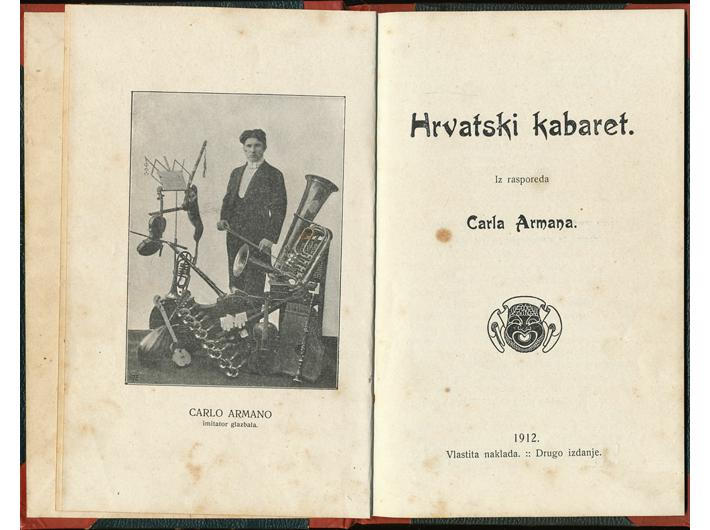 CARLO ARMANO
imitator glazbala.
Hrvatski kabaret.
Iz rasporeda
Carla Armana.
1912.
Vlastita naklada. :: Drugo izdanje.